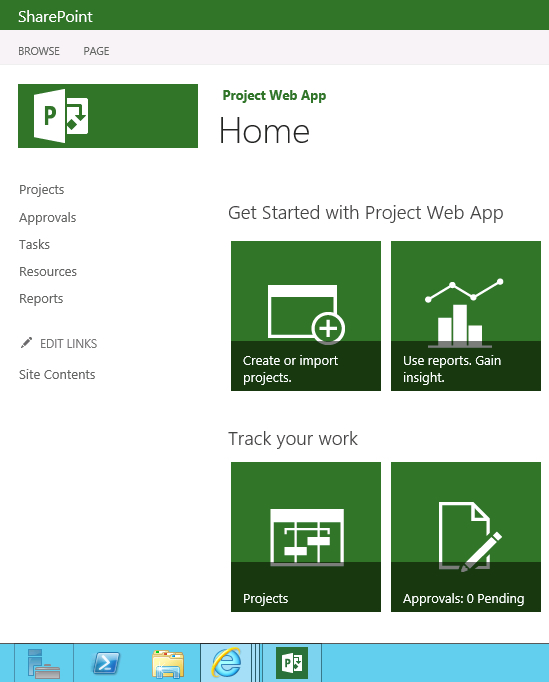 SharePoint
BROWSE PAGE
P
Project Web App
Home
Projects
Approvals
Tasks
Resources
Reports
EDIT LINKS
Site Contents
Get Started with Project Web App
Create or import
projects.
Use reports. Gain
insight.
Track your work
Projects
Approvals: 0 Pending
P